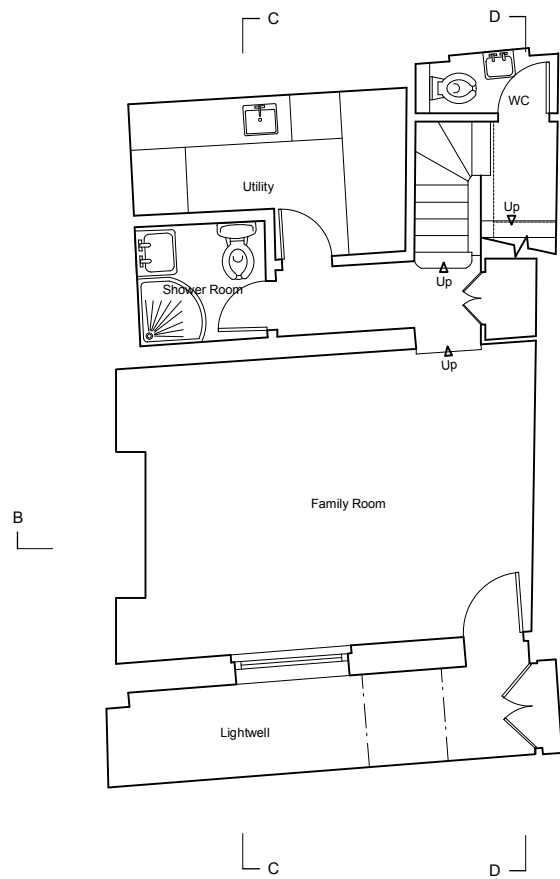 C
D
WC
Utility
Up
Up
Shower Room
Up
Family Room
B
Lightwell
C
D